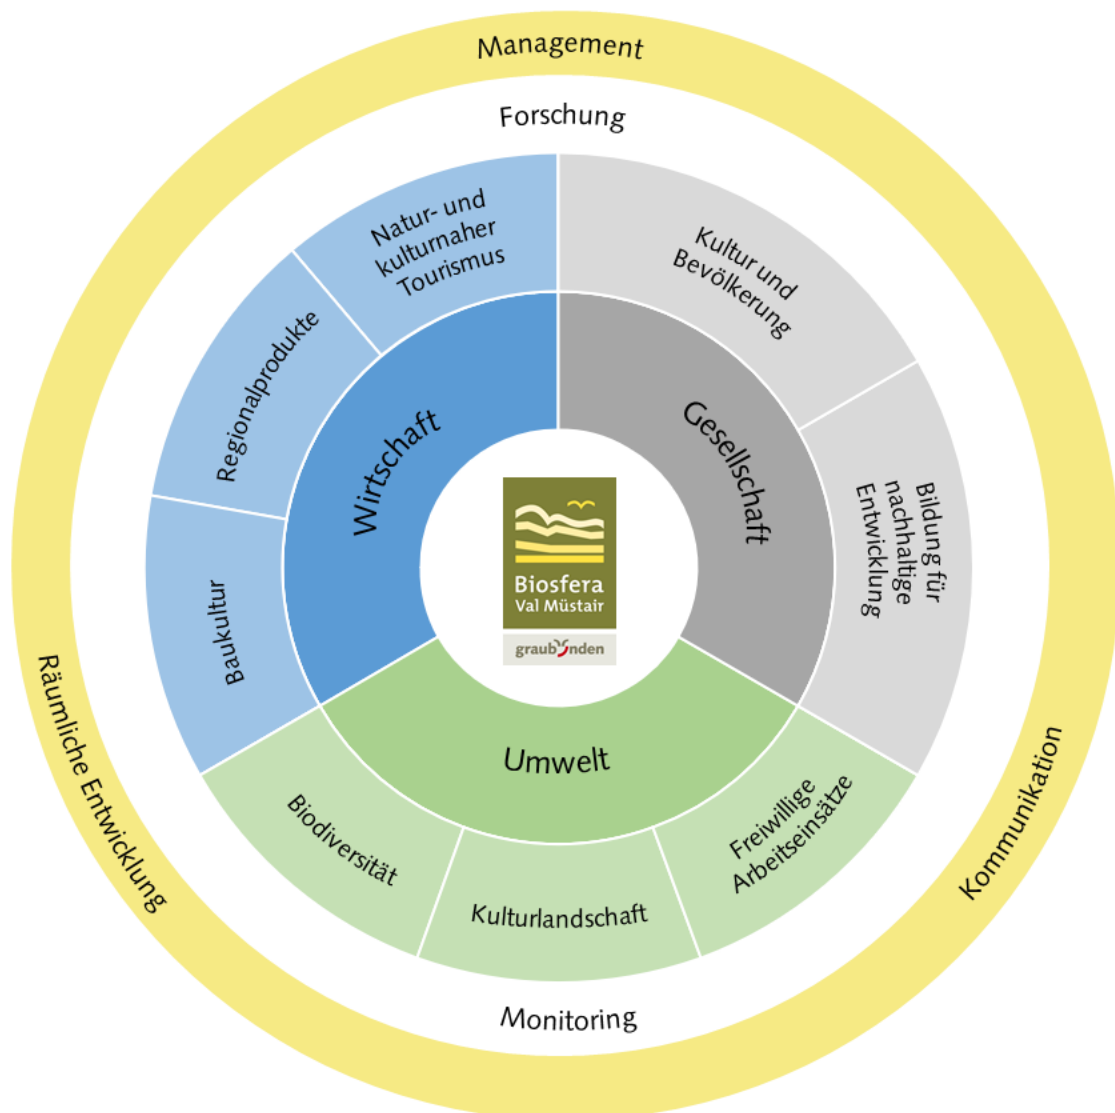 Management
Forschung
Natur- und
kulturnaher
Tourismus
Kultur und
Bevölkerung
Regionalprodukte
Wirtschaft
Gesellschaft
Bildung für
nachhaltige
Entwicklung
Baukultur
Biosfera
Val Müstair
graubünden
Umwelt
Biodiversität
Kulturlandschaft
Freiwillige
Arbeitseinsätze
Räumliche Entwicklung
Kommunikation
Monitoring